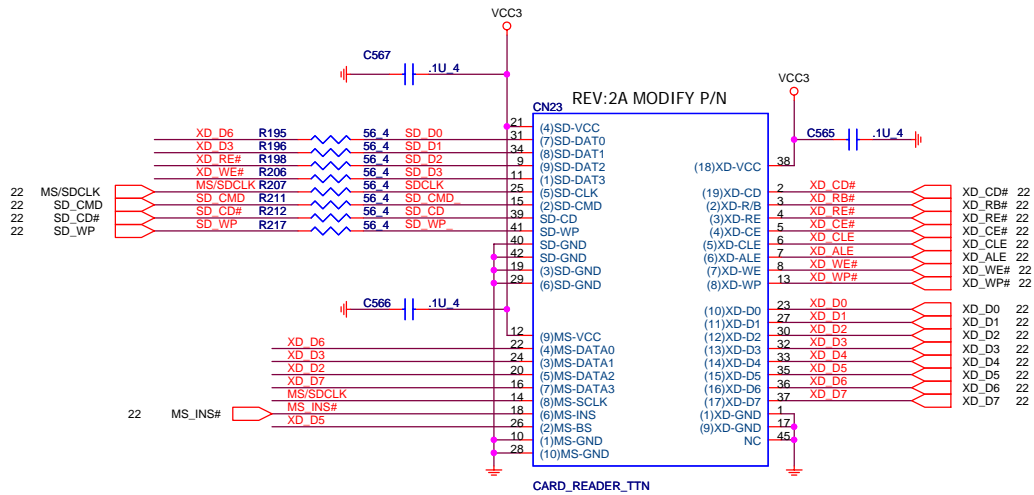 VCC3
C567
.1U_4
VCC3
REV:2A MODIFY P/N
CN23
C565 .1U_4
21 (4)SD-VCC
XD_D6 R195 56_4 SD_D0 31 (7)SD-DAT0
XD_D3 R196 56_4 SD_D1 34 (8)SD-DAT1
XD_RE# R198 56_4 SD_D2 9 (9)SD-DAT2
XD_WE# R206 56_4 SD_D3 11 (1)SD-DAT3
22 MS/SDCLK MS/SDCLK R207 56_4 SDCLK 25 (5)SD-CLK
22 SD_CMD SD_CMD R211 56_4 SD_CMD_ 15 (2)SD-CMD
22 SD_CD# SD_CD# R212 56_4 SD_CD 39 SD-CD
22 SD_WP SD_WP R217 56_4 SD_WP_ 41 SD-WP
40 SD-GND
42 SD-GND
19 (3)SD-GND
29 (6)SD-GND
C566 .1U_4
12 (9)MS-VCC
XD_D6 22 (4)MS-DATA0
XD_D3 24 (3)MS-DATA1
XD_D2 20 (5)MS-DATA2
XD_D7 16 (7)MS-DATA3
MS/SDCLK 14 (8)MS-SCLK
22 MS_INS# MS_INS# 18 (6)MS-INS
XD_D5 26 (2)MS-BS
10 (1)MS-GND
28 (10)MS-GND
(18)XD-VCC 38
(19)XD-CD 2 XD_CD# XD_CD# 22
(2)XD-R/B 3 XD_RB# XD_RB# 22
(3)XD-RE 4 XD_RE# XD_RE# 22
(4)XD-CE 5 XD_CE# XD_CE# 22
(5)XD-CLE 6 XD_CLE XD_CLE 22
(6)XD-ALE 7 XD_ALE XD_ALE 22
(7)XD-WE 8 XD_WE# XD_WE# 22
(8)XD-WP 13 XD_WP# XD_WP# 22
(10)XD-D0 23 XD_D0 XD_D0 22
(11)XD-D1 27 XD_D1 XD_D1 22
(12)XD-D2 30 XD_D2 XD_D2 22
(13)XD-D3 32 XD_D3 XD_D3 22
(14)XD-D4 33 XD_D4 XD_D4 22
(15)XD-D5 35 XD_D5 XD_D5 22
(16)XD-D6 36 XD_D6 XD_D6 22
(17)XD-D7 37 XD_D7 XD_D7 22
(1)XD-GND 1
(9)XD-GND 17
NC 45
CARD_READER_TTN